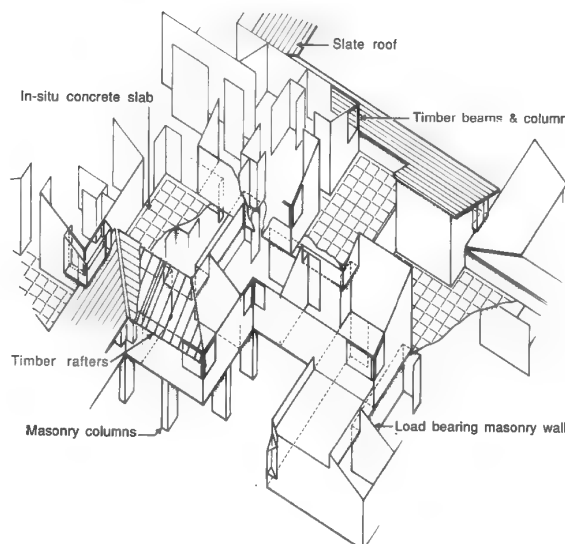 Slate roof
In-situ concrete slab
Timber beams & column
Timber rafters
Masonry columns
Load bearing masonry wall